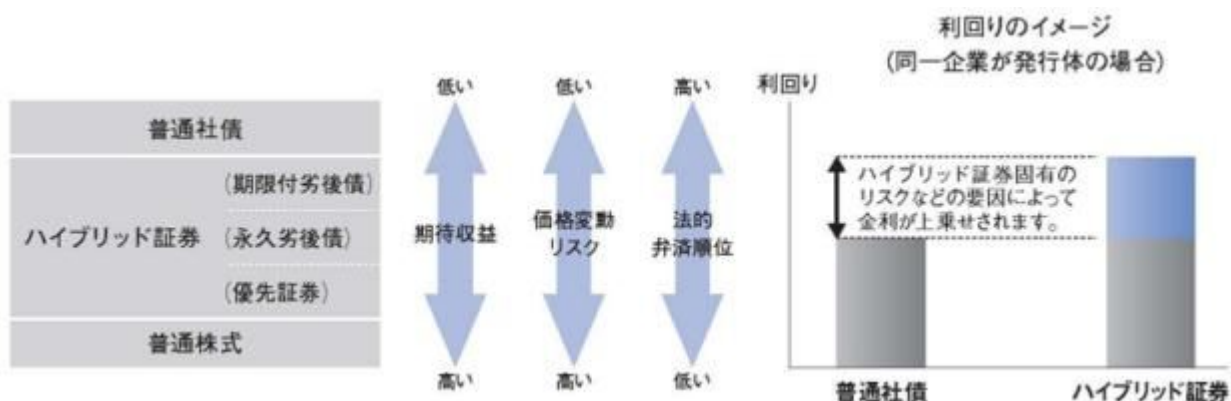 普通社債
ハイブリッド証券
(期限付劣後債)
(永久劣後債)
(優先証券)
普通株式
低い
期待収益
高い
低い
価格変動
リスク
高い
高い
法的
弁済順位
低い
利回りのイメージ
(同一企業が発行体の場合)
利回り
ハイブリッド証券固有の
リスクなどの要因によって
金利が上乗せされます。
普通社債
ハイブリッド証券